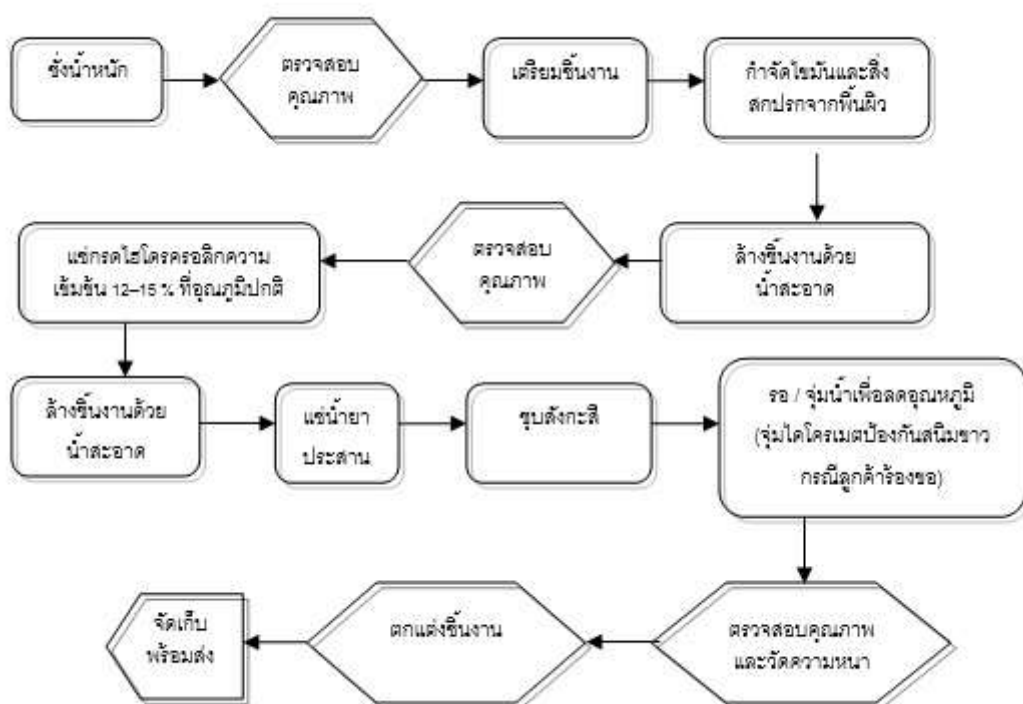 ชั่งน้ำหนัก
ตรวจสอบ
คุณภาพ
เตรียมชิ้นงาน
กำจัดไขมันและสิ่ง
สกปรกจากพื้นผิว
ล้างชิ้นงานด้วย
น้ำสะอาด
ตรวจสอบ
คุณภาพ
แช่กรดไฮโดรครอลิกความ
เข้มข้น 12–15 % ที่อุณภูมิปกติ
ล้างชิ้นงานด้วย
น้ำสะอาด
แช่น้ำยา
ประสาน
ชุบสังกะสี
รอ / จุ่มน้ำเพื่อลดอุณหภูมิ
(จุ่มไดโครเมตป้องกันสนิมขาว
กรณีลูกค้าร้องขอ)
ตรวจสอบคุณภาพ
และวัดความหนา
ตกแต่งชิ้นงาน
จัดเก็บ
พร้อมส่ง